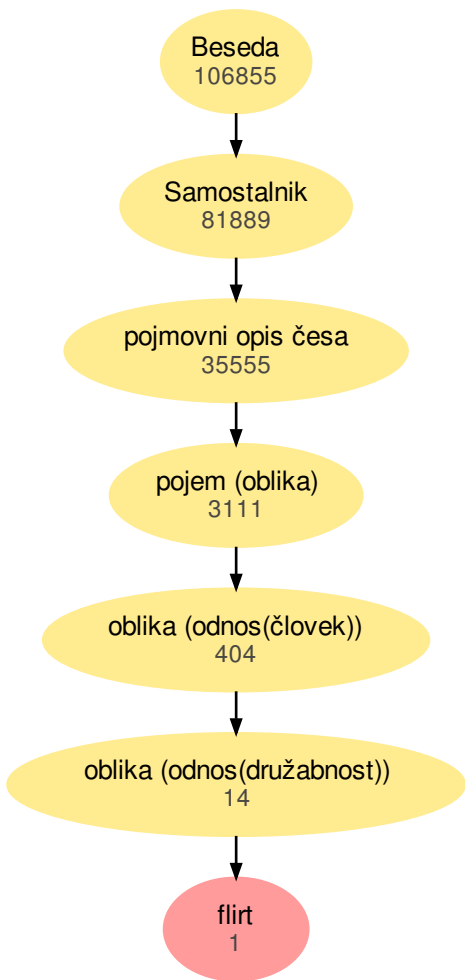 Beseda
106855
Samostalnik
81889
pojmovni opis česa
35555
pojem (oblika)
3111
oblika (odnos(človek))
404
oblika (odnos(družabnost))
14
flirt
1